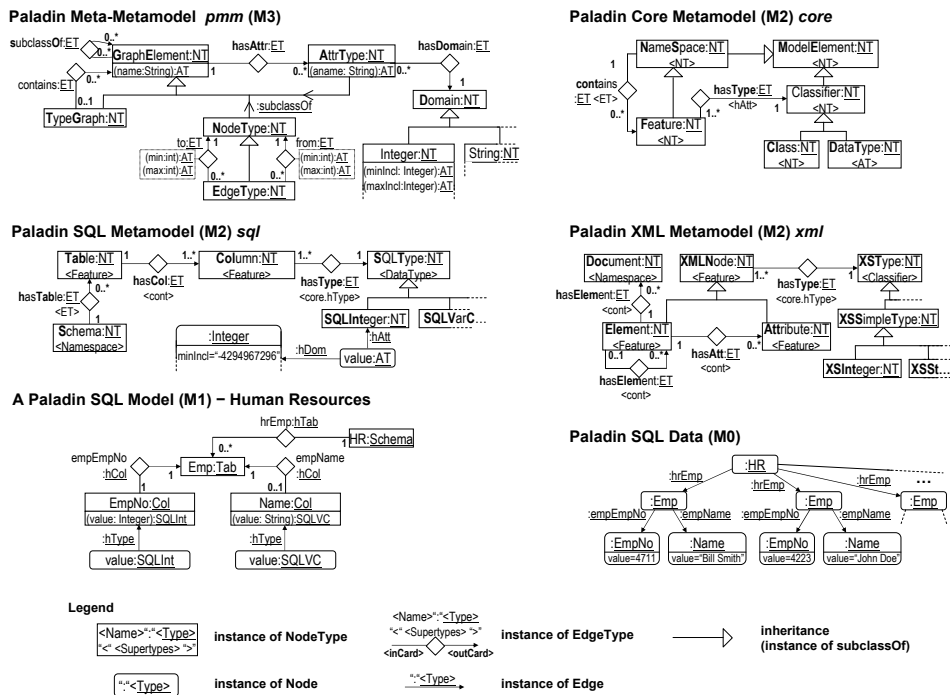 Paladin Meta-Metamodel pmm (M3)
subclassOf:ET
0..*
0..*
GraphElement:NT
(name:String):AT
1
hasAttr:ET
0..*
AttrType:NT
(aname: String):AT
0..*
hasDomain:ET
1
Domain:NT
contains:ET
0..*
0..1
TypeGraph:NT
:subclassOf
NodeType:NT
to:ET
1
1
from:ET
(min:int):AT
(max:int):AT
(min:int):AT
(max:int):AT
0..*
0..*
EdgeType:NT
Integer:NT
(minIncl: Integer):AT
(maxIncl:Integer):AT
String:NT
Paladin Core Metamodel (M2) core
NameSpace:NT
<NT>
ModelElement:NT
<NT>
1
contains
:ET <ET>
0..*
hasType:ET
<hAtt>
1..*
1
Classifier:NT
<NT>
Feature:NT
<NT>
Class:NT
<NT>
DataType:NT
<AT>
Paladin SQL Metamodel (M2) sql
Table:NT
<Feature>
1
hasCol:ET
<cont>
1..*
Column:NT
<Feature>
1..*
hasType:ET
<core.hType>
1
SQLType:NT
<DataType>
0..*
hasTable:ET
<ET>
1
Schema:NT
<Namespace>
SQLInteger:NT
SQLVarC...
:Integer
minIncl="-4294967296"
:hAtt
:hDom
value:AT
Paladin XML Metamodel (M2) xml
Document:NT
<Namespace>
XMLNode:NT
<Feature>
1..*
hasType:ET
<core.hType>
1
XSType:NT
<Classifier>
hasElement:ET
<cont>
0..*
1
Element:NT
<Feature>
0..1
0..*
1
hasAtt:ET
<cont>
0..*
Attribute:NT
<Feature>
hasElement:ET
<cont>
XSSimpleType:NT
XSInteger:NT
XSSt...
A Paladin SQL Model (M1) – Human Resources
hrEmp:hTab
0..*
1
HR:Schema
empEmpNo
:hCol
1
1
Emp:Tab
1
empName
:hCol
0..1
EmpNo:Col
(value: Integer):SQLInt
Name:Col
(value: String):SQLVC
:hType
:hType
value:SQLInt
value:SQLVC
Paladin SQL Data (M0)
:HR
:hrEmp
:hrEmp
:hrEmp
...
:Emp
:Emp
:Emp
:empEmpNo
:empName
:empEmpNo
:empName
:EmpNo
value=4711
:Name
value="Bill Smith"
:EmpNo
value=4223
:Name
value="John Doe"
Legend
<Name>“:“<Type>
“<“ <Supertypes> “>”
instance of NodeType
<Name>“:“<Type>
“<“ <Supertypes> “>”
<inCard>
<outCard>
instance of EdgeType
inheritance
(instance of subclassOf)
“:“<Type>
instance of Node
“:“<Type>
instance of Edge